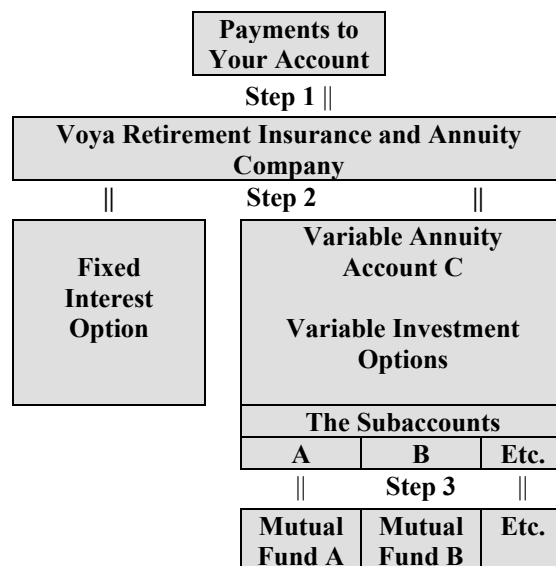 Payments to
Your Account
Step 1 ||
Voya Retirement Insurance and Annuity
Company
|| Step 2 ||
Fixed
Interest
Option
Variable Annuity
Account C
Variable Investment
Options
The Subaccounts
A B Etc.
|| Step 3 ||
Mutual
Fund A
Mutual
Fund B
Etc.